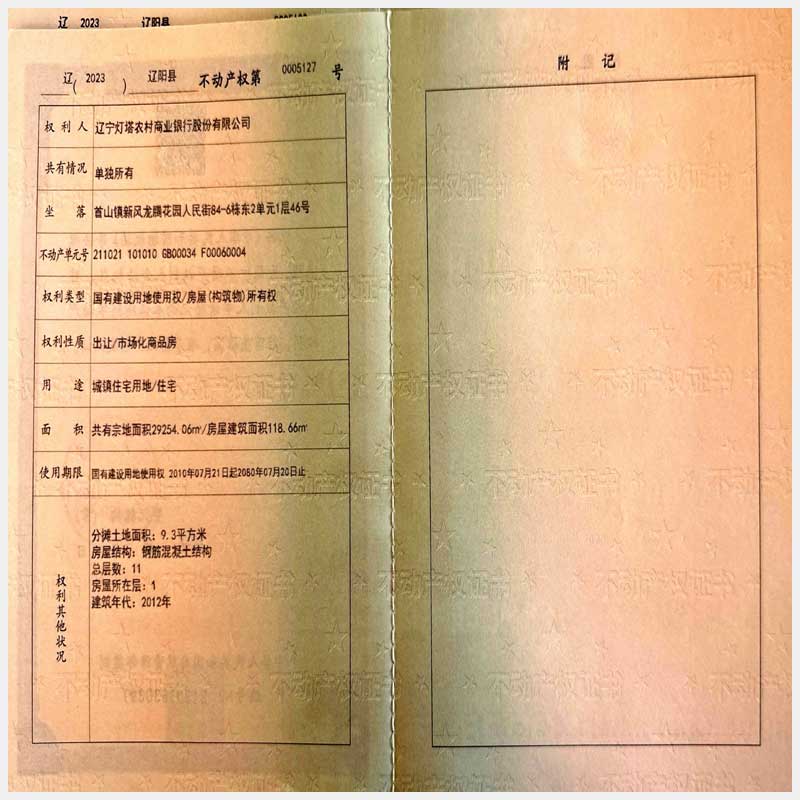 辽 2023 辽阳县
辽( 2023 ) 辽阳县 不动产权第 0005127 号
权利人 辽宁灯塔农村商业银行股份有限公司
共有情况 单独所有
坐落 首山镇新风龙腾花园人民街84-6栋东2单元1层46号
不动产单元号 211021 101010 GB00034 F00060004
权利类型 国有建设用地使用权/房屋(构筑物)所有权
权利性质 出让/市场化商品房
用途 城镇住宅用地/住宅
面积 共有宗地面积29254.06㎡/房屋建筑面积118.66㎡
使用期限 国有建设用地使用权 2010年07月21日起2080年07月20日止
权利其他状况
分摊土地面积：9.3平方米
房屋结构：钢筋混凝土结构
总层数：11
房屋所在层：1
建筑年代：2012年
附记